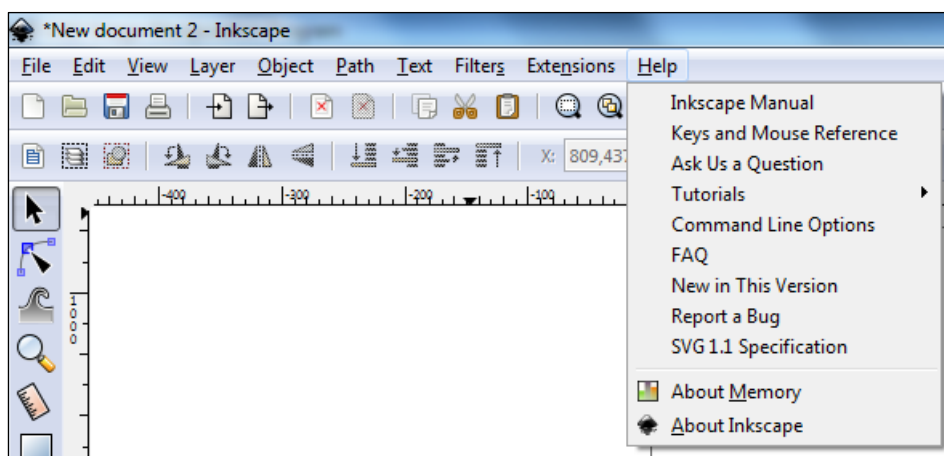 *New document 2 - Inkscape
File Edit View Layer Object Path Text Filters Extensions Help
Inkscape Manual
Keys and Mouse Reference
Ask Us a Question
Tutorials
Command Line Options
FAQ
New in This Version
Report a Bug
SVG 1.1 Specification
About Memory
About Inkscape
X: 809,437
-400 -300 -200 -100
1000